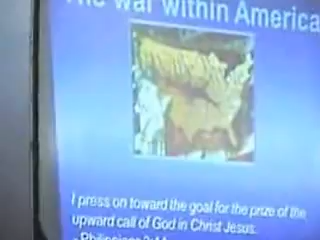 The war within America
I press on toward the goal for the prize of the
upward call of God in Christ Jesus.
- Philippians 3:14